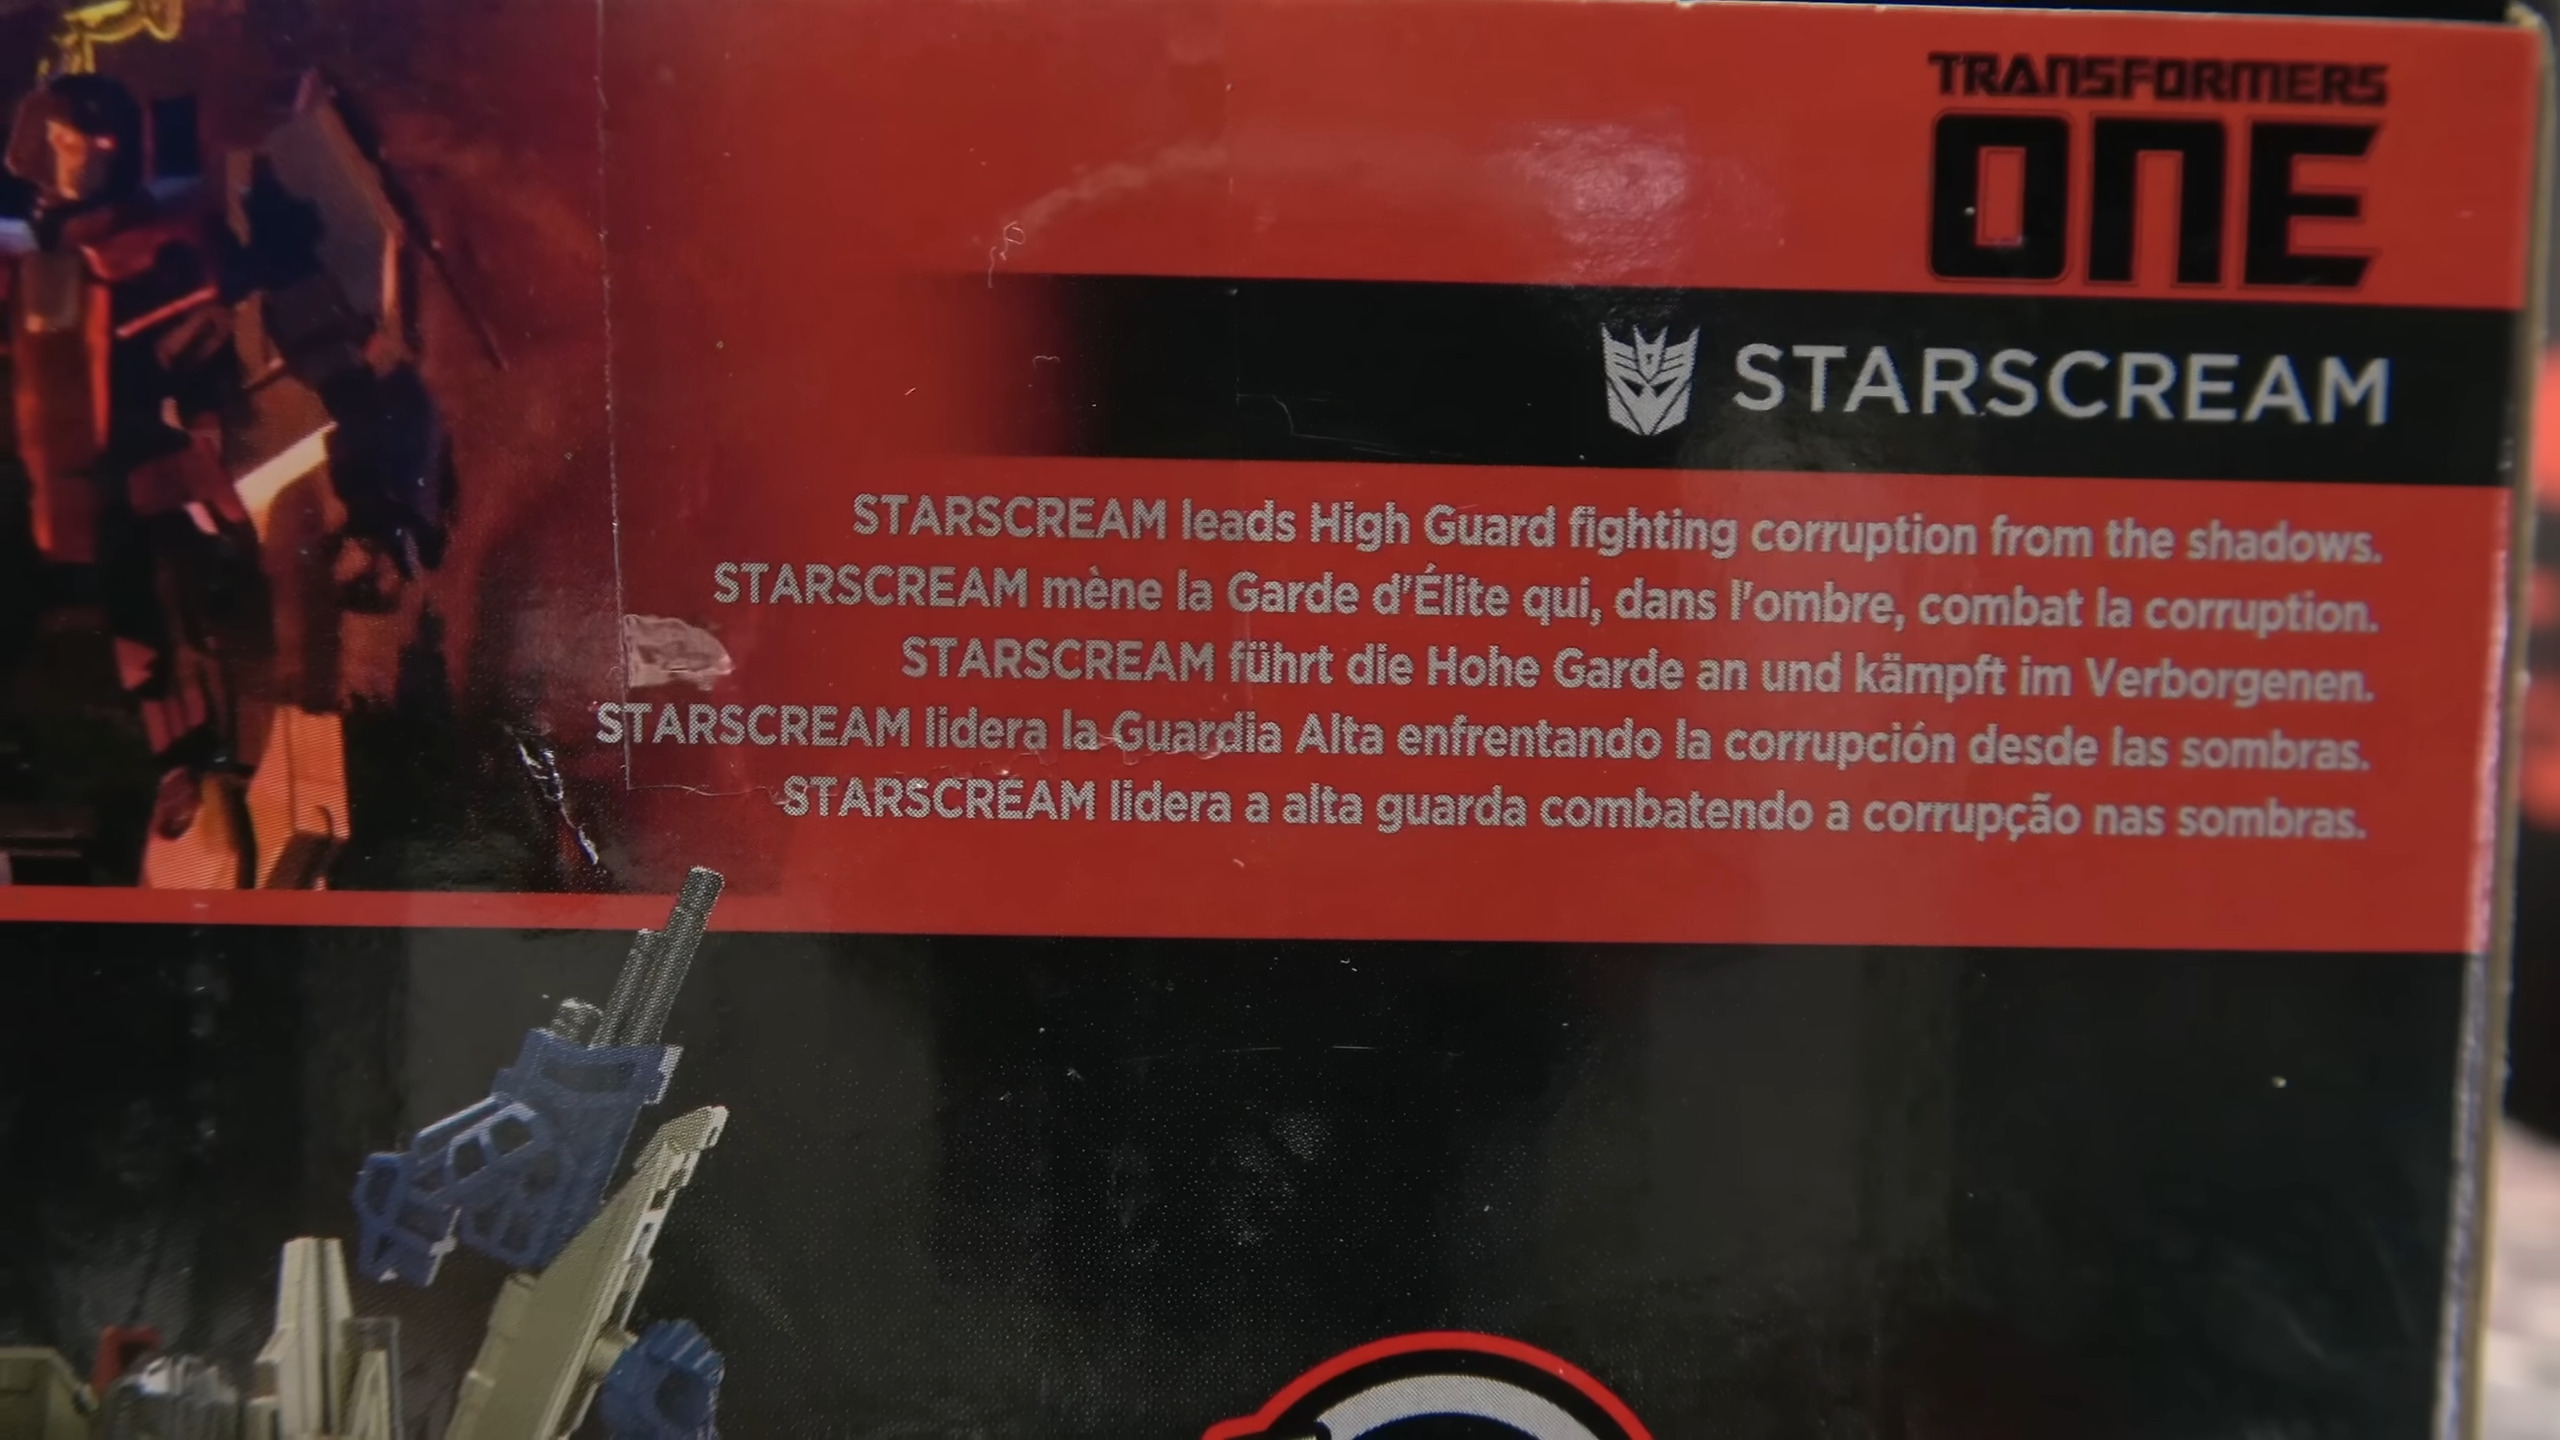 TRANSFORMERS
ONE
STARSCREAM
STARSCREAM leads High Guard fighting corruption from the shadows.
STARSCREAM mène la Garde d'Élite qui, dans l'ombre, combat la corruption.
STARSCREAM führt die Hohe Garde an und kämpft im Verborgenen.
STARSCREAM lidera la Guardia Alta enfrentando la corrupción desde las sombras.
STARSCREAM lidera a alta guarda combatendo a corrupção nas sombras.